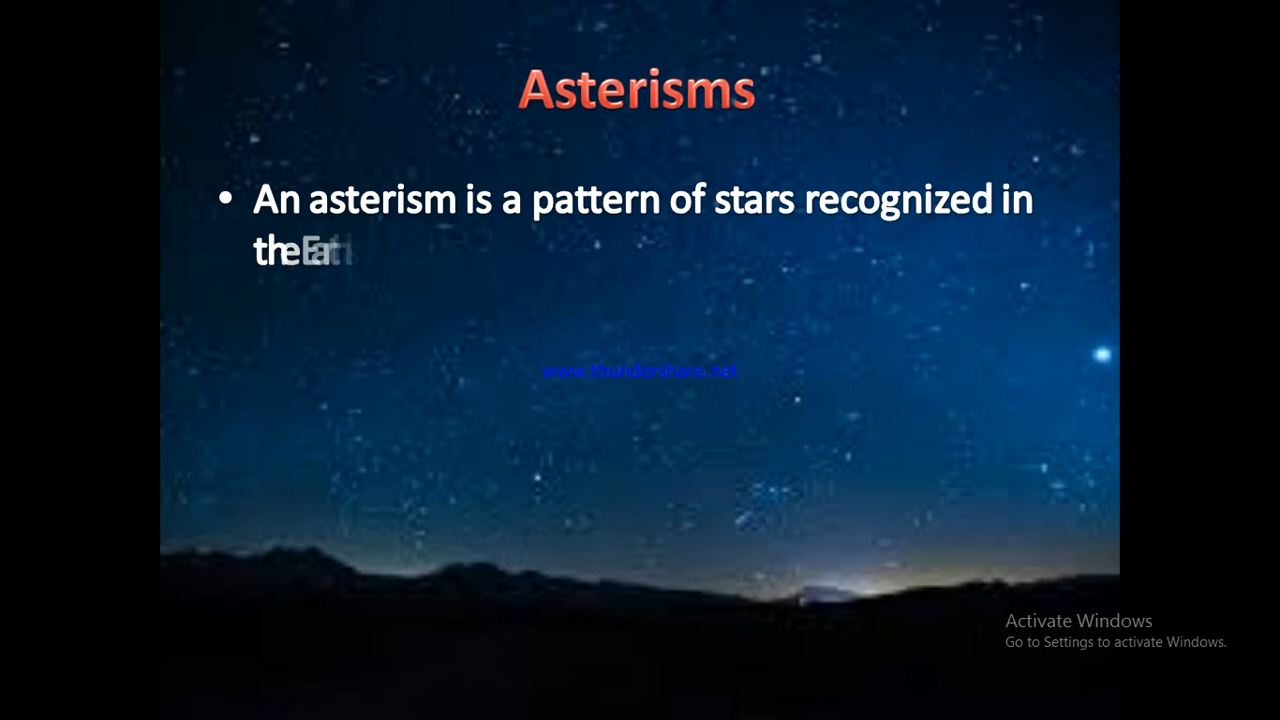 Asterisms
• An asterism is a pattern of stars recognized in
the
www.thundershare.net
Activate Windows
Go to Settings to activate Windows.